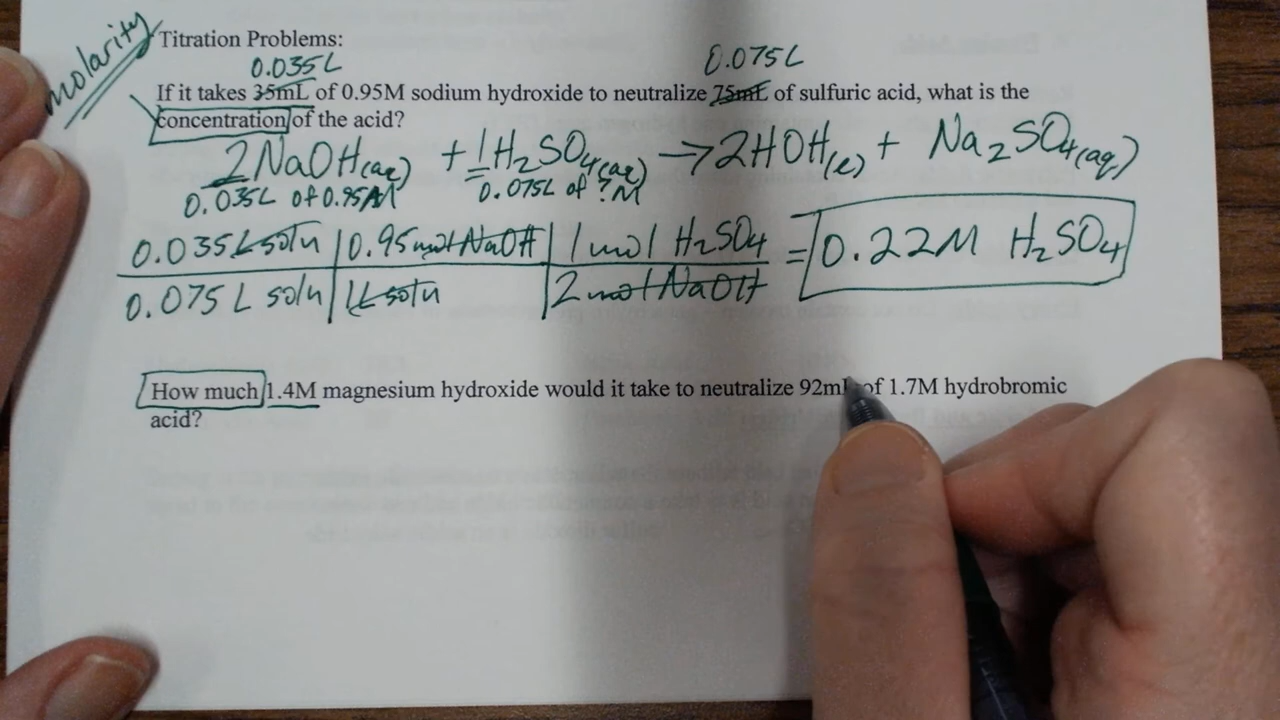 molarity
Titration Problems:
0.035L 0.075L
If it takes 35mL of 0.95M sodium hydroxide to neutralize 75mL of sulfuric acid, what is the
concentration of the acid?
2NaOH(aq) + 1H2SO4(aq) → 2HOH(l) + Na2SO4(aq)
0.035L of 0.95M 0.075L of ?M
0.035L soln | 0.95mol NaOH | 1mol H2SO4 = 0.22M H2SO4
0.075L soln | 1L soln | 2mol NaOH
How much 1.4M magnesium hydroxide would it take to neutralize 92mL of 1.7M hydrobromic
acid?